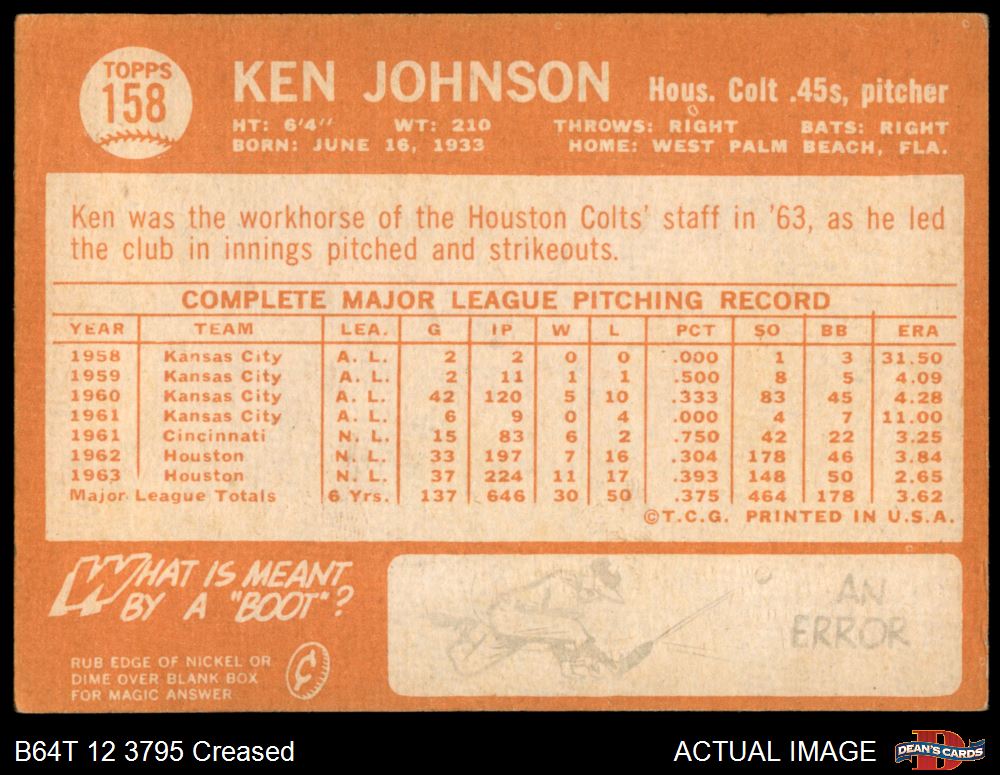 TOPPS
158
KEN JOHNSON Hous. Colt .45s, pitcher
HT: 6'4" WT: 210 THROWS: RIGHT BATS: RIGHT
BORN: JUNE 16, 1933 HOME: WEST PALM BEACH, FLA.
Ken was the workhorse of the Houston Colts' staff in '63, as he led
the club in innings pitched and strikeouts.
COMPLETE MAJOR LEAGUE PITCHING RECORD
YEAR TEAM LEA. G IP W L PCT SO BB ERA
1958 Kansas City A. L. 2 2 0 0 .000 1 3 31.50
1959 Kansas City A. L. 2 11 1 1 .500 8 5 4.09
1960 Kansas City A. L. 42 120 5 10 .333 83 45 4.28
1961 Kansas City A. L. 6 9 0 4 .000 4 7 11.00
1961 Cincinnati N. L. 15 83 6 2 .750 42 22 3.25
1962 Houston N. L. 33 197 7 16 .304 178 46 3.84
1963 Houston N. L. 37 224 11 17 .393 148 50 2.65
Major League Totals 6 Yrs. 137 646 30 50 .375 464 178 3.62
©T.C.G. PRINTED IN U.S.A.
WHAT IS MEANT
BY A "BOOT"?
RUB EDGE OF NICKEL OR
DIME OVER BLANK BOX
FOR MAGIC ANSWER
¢
AN
ERROR
B64T 12 3795 Creased
ACTUAL IMAGE
D
DEAN'S CARDS